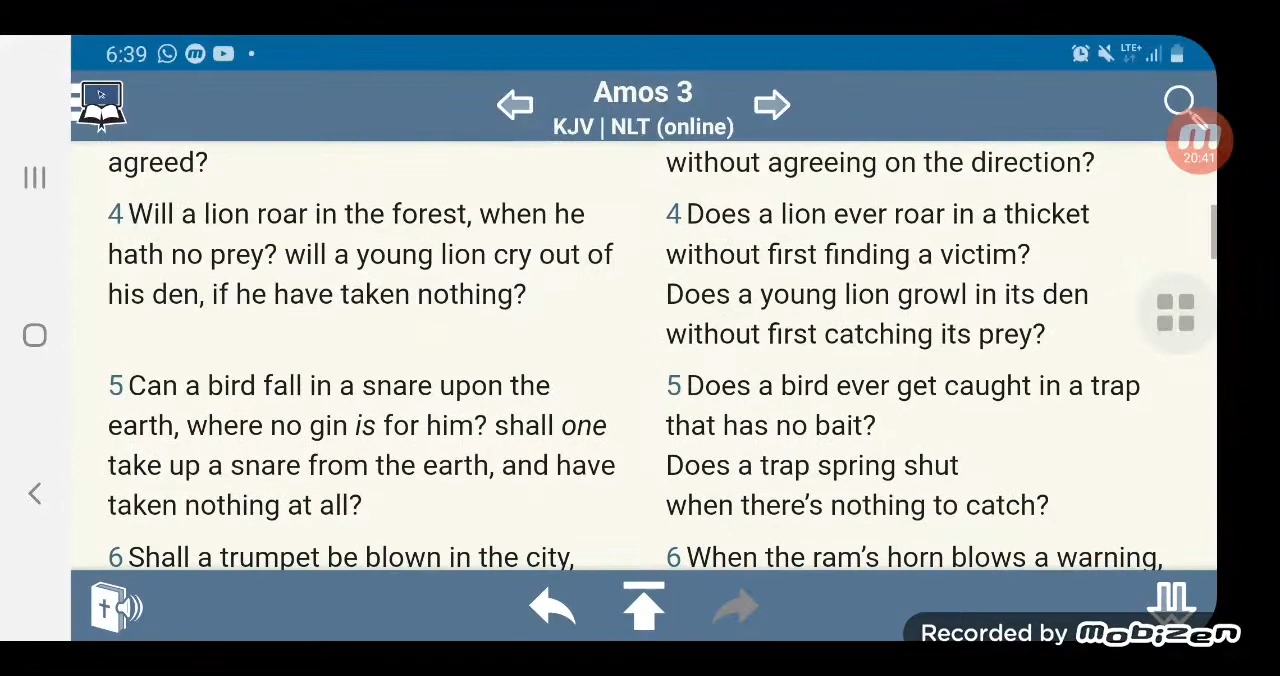 6:39
LTE+
Amos 3
KJV | NLT (online)
20:41
agreed?
4 Will a lion roar in the forest, when he
hath no prey? will a young lion cry out of
his den, if he have taken nothing?
5 Can a bird fall in a snare upon the
earth, where no gin is for him? shall one
take up a snare from the earth, and have
taken nothing at all?
6 Shall a trumpet be blown in the city,
without agreeing on the direction?
4 Does a lion ever roar in a thicket
without first finding a victim?
Does a young lion growl in its den
without first catching its prey?
5 Does a bird ever get caught in a trap
that has no bait?
Does a trap spring shut
when there's nothing to catch?
6 When the ram's horn blows a warning,
Recorded by Mobizen